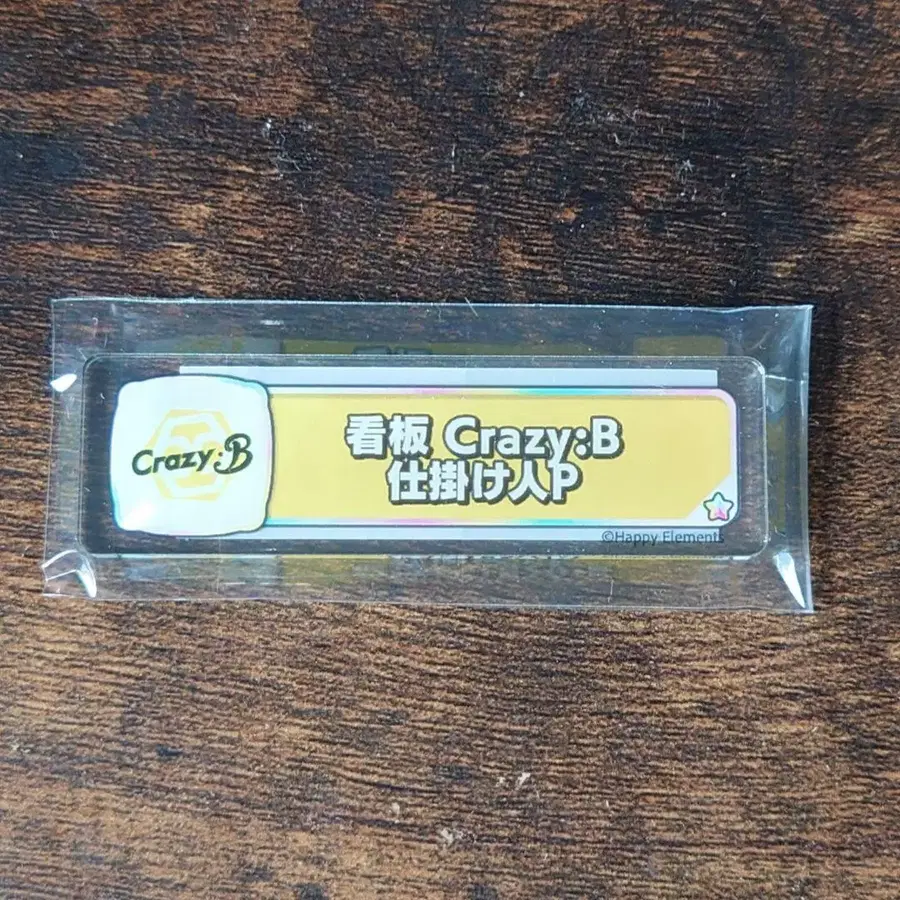 Crazy:B
看板 Crazy:B
仕掛け人P
©Happy Elements